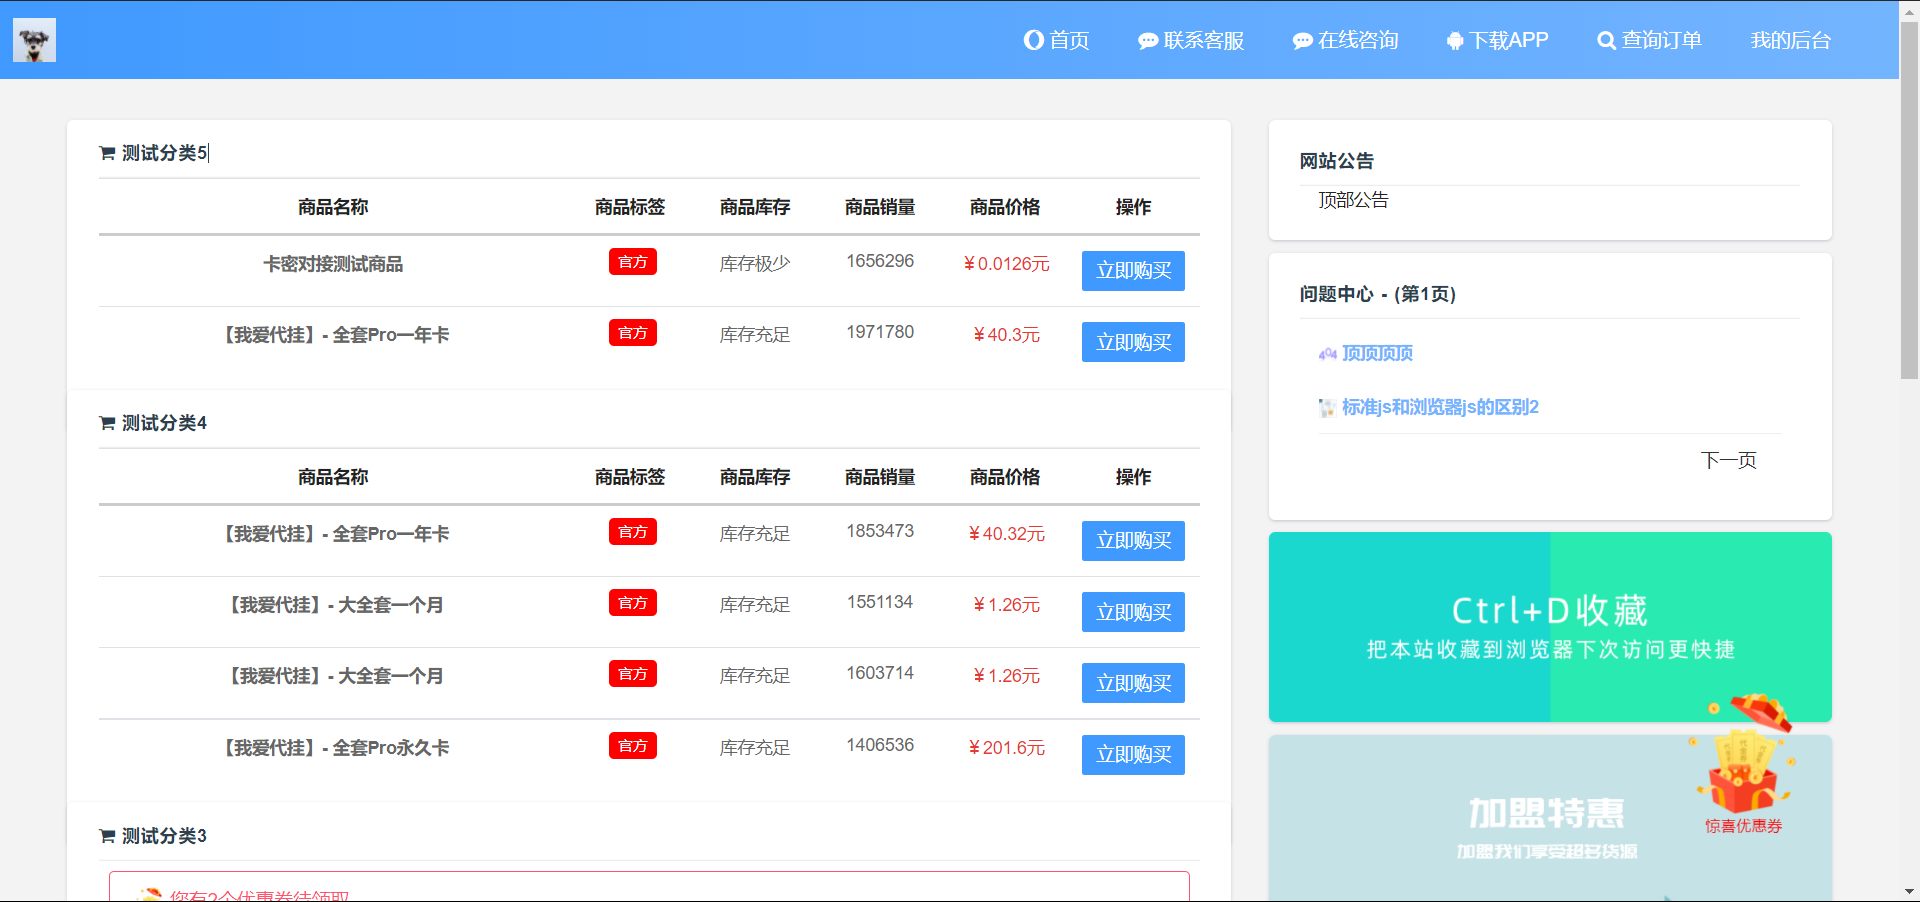 首页 联系客服 在线咨询 下载APP 查询订单 我的后台
测试分类5
商品名称 商品标签 商品库存 商品销量 商品价格 操作
卡密对接测试商品 官方 库存极少 1656296 ¥0.0126元 立即购买
【我爱代挂】- 全套Pro一年卡 官方 库存充足 1971780 ¥40.3元 立即购买
测试分类4
商品名称 商品标签 商品库存 商品销量 商品价格 操作
【我爱代挂】- 全套Pro一年卡 官方 库存充足 1853473 ¥40.32元 立即购买
【我爱代挂】- 大全套一个月 官方 库存充足 1551134 ¥1.26元 立即购买
【我爱代挂】- 大全套一个月 官方 库存充足 1603714 ¥1.26元 立即购买
【我爱代挂】- 全套Pro永久卡 官方 库存充足 1406536 ¥201.6元 立即购买
测试分类3
您有2个优惠券待领取
网站公告
顶部公告
问题中心 - (第1页)
404 顶顶顶顶
标准js和浏览器js的区别2
下一页
Ctrl+D收藏
把本站收藏到浏览器下次访问更快捷
加盟特惠
加盟我们享受超多货源
惊喜优惠券